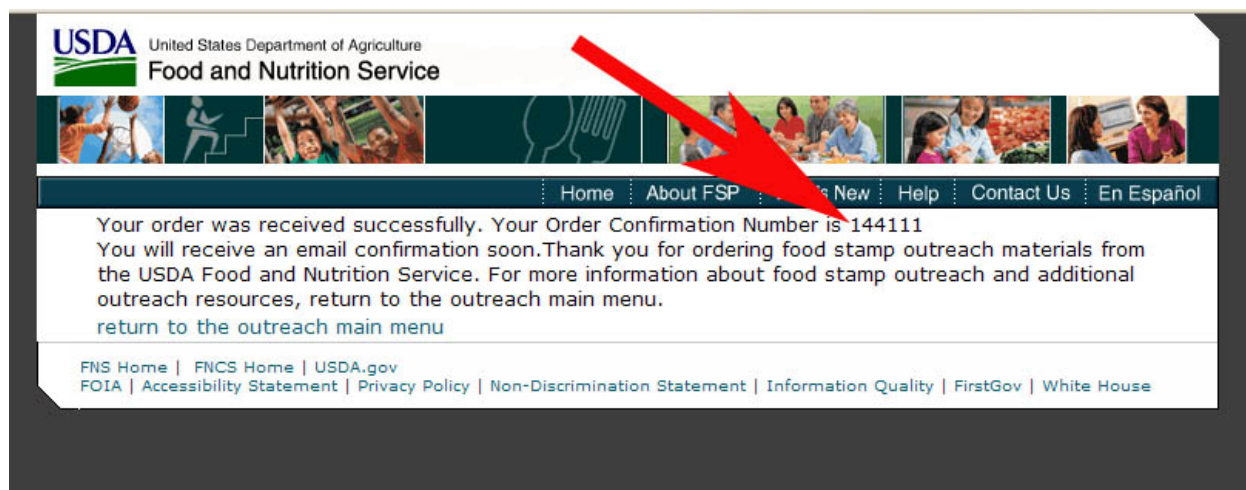 USDA United States Department of Agriculture
Food and Nutrition Service
Home About FSP s New Help Contact Us En Español
Your order was received successfully. Your Order Confirmation Number is 144111
You will receive an email confirmation soon.Thank you for ordering food stamp outreach materials from
the USDA Food and Nutrition Service. For more information about food stamp outreach and additional
outreach resources, return to the outreach main menu.
return to the outreach main menu
FNS Home | FNCS Home | USDA.gov
FOIA | Accessibility Statement | Privacy Policy | Non-Discrimination Statement | Information Quality | FirstGov | White House